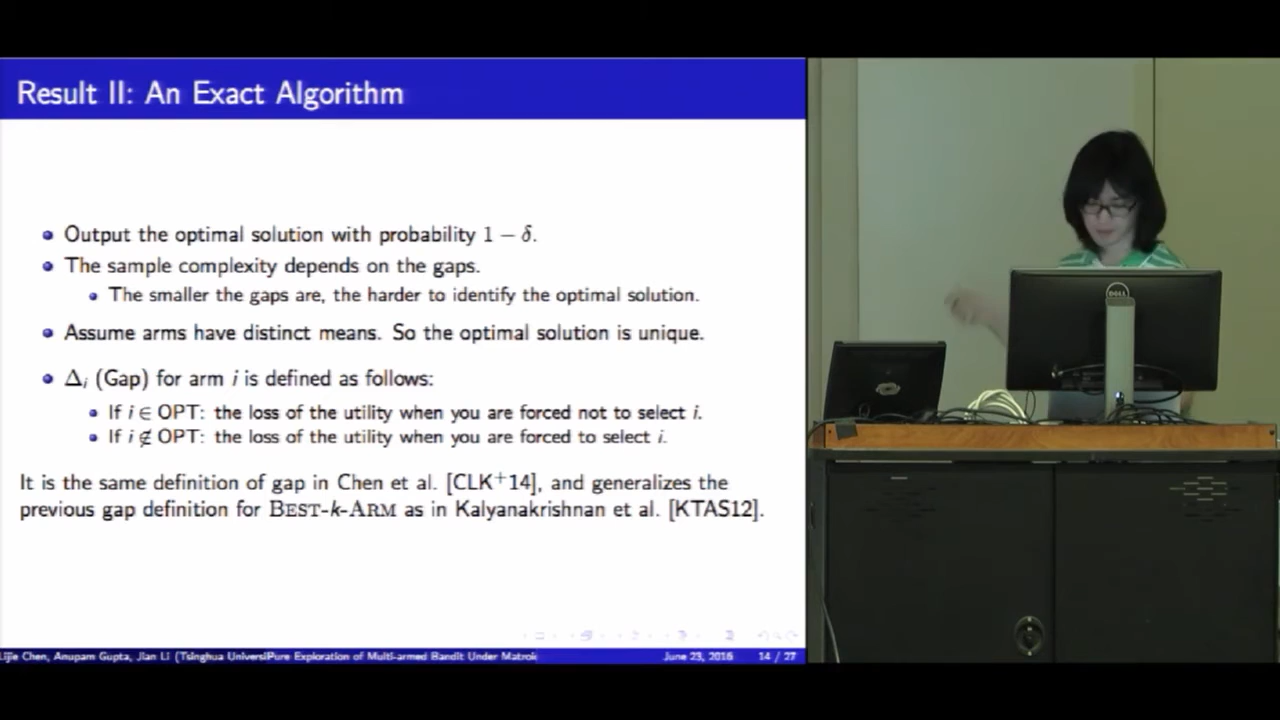 Result II: An Exact Algorithm
Output the optimal solution with probability 1 − δ.
The sample complexity depends on the gaps.
The smaller the gaps are, the harder to identify the optimal solution.
Assume arms have distinct means. So the optimal solution is unique.
Δᵢ (Gap) for arm i is defined as follows:
If i ∈ OPT: the loss of the utility when you are forced not to select i.
If i ∉ OPT: the loss of the utility when you are forced to select i.
It is the same definition of gap in Chen et al. [CLK⁺14], and generalizes the
previous gap definition for BEST-k-ARM as in Kalyanakrishnan et al. [KTAS12].
Lijie Chen, Anupam Gupta, Jian Li (Tsinghua UniversiPure Exploration of Multi-armed Bandit Under Matroi
June 23, 2016 14 / 27
DELL